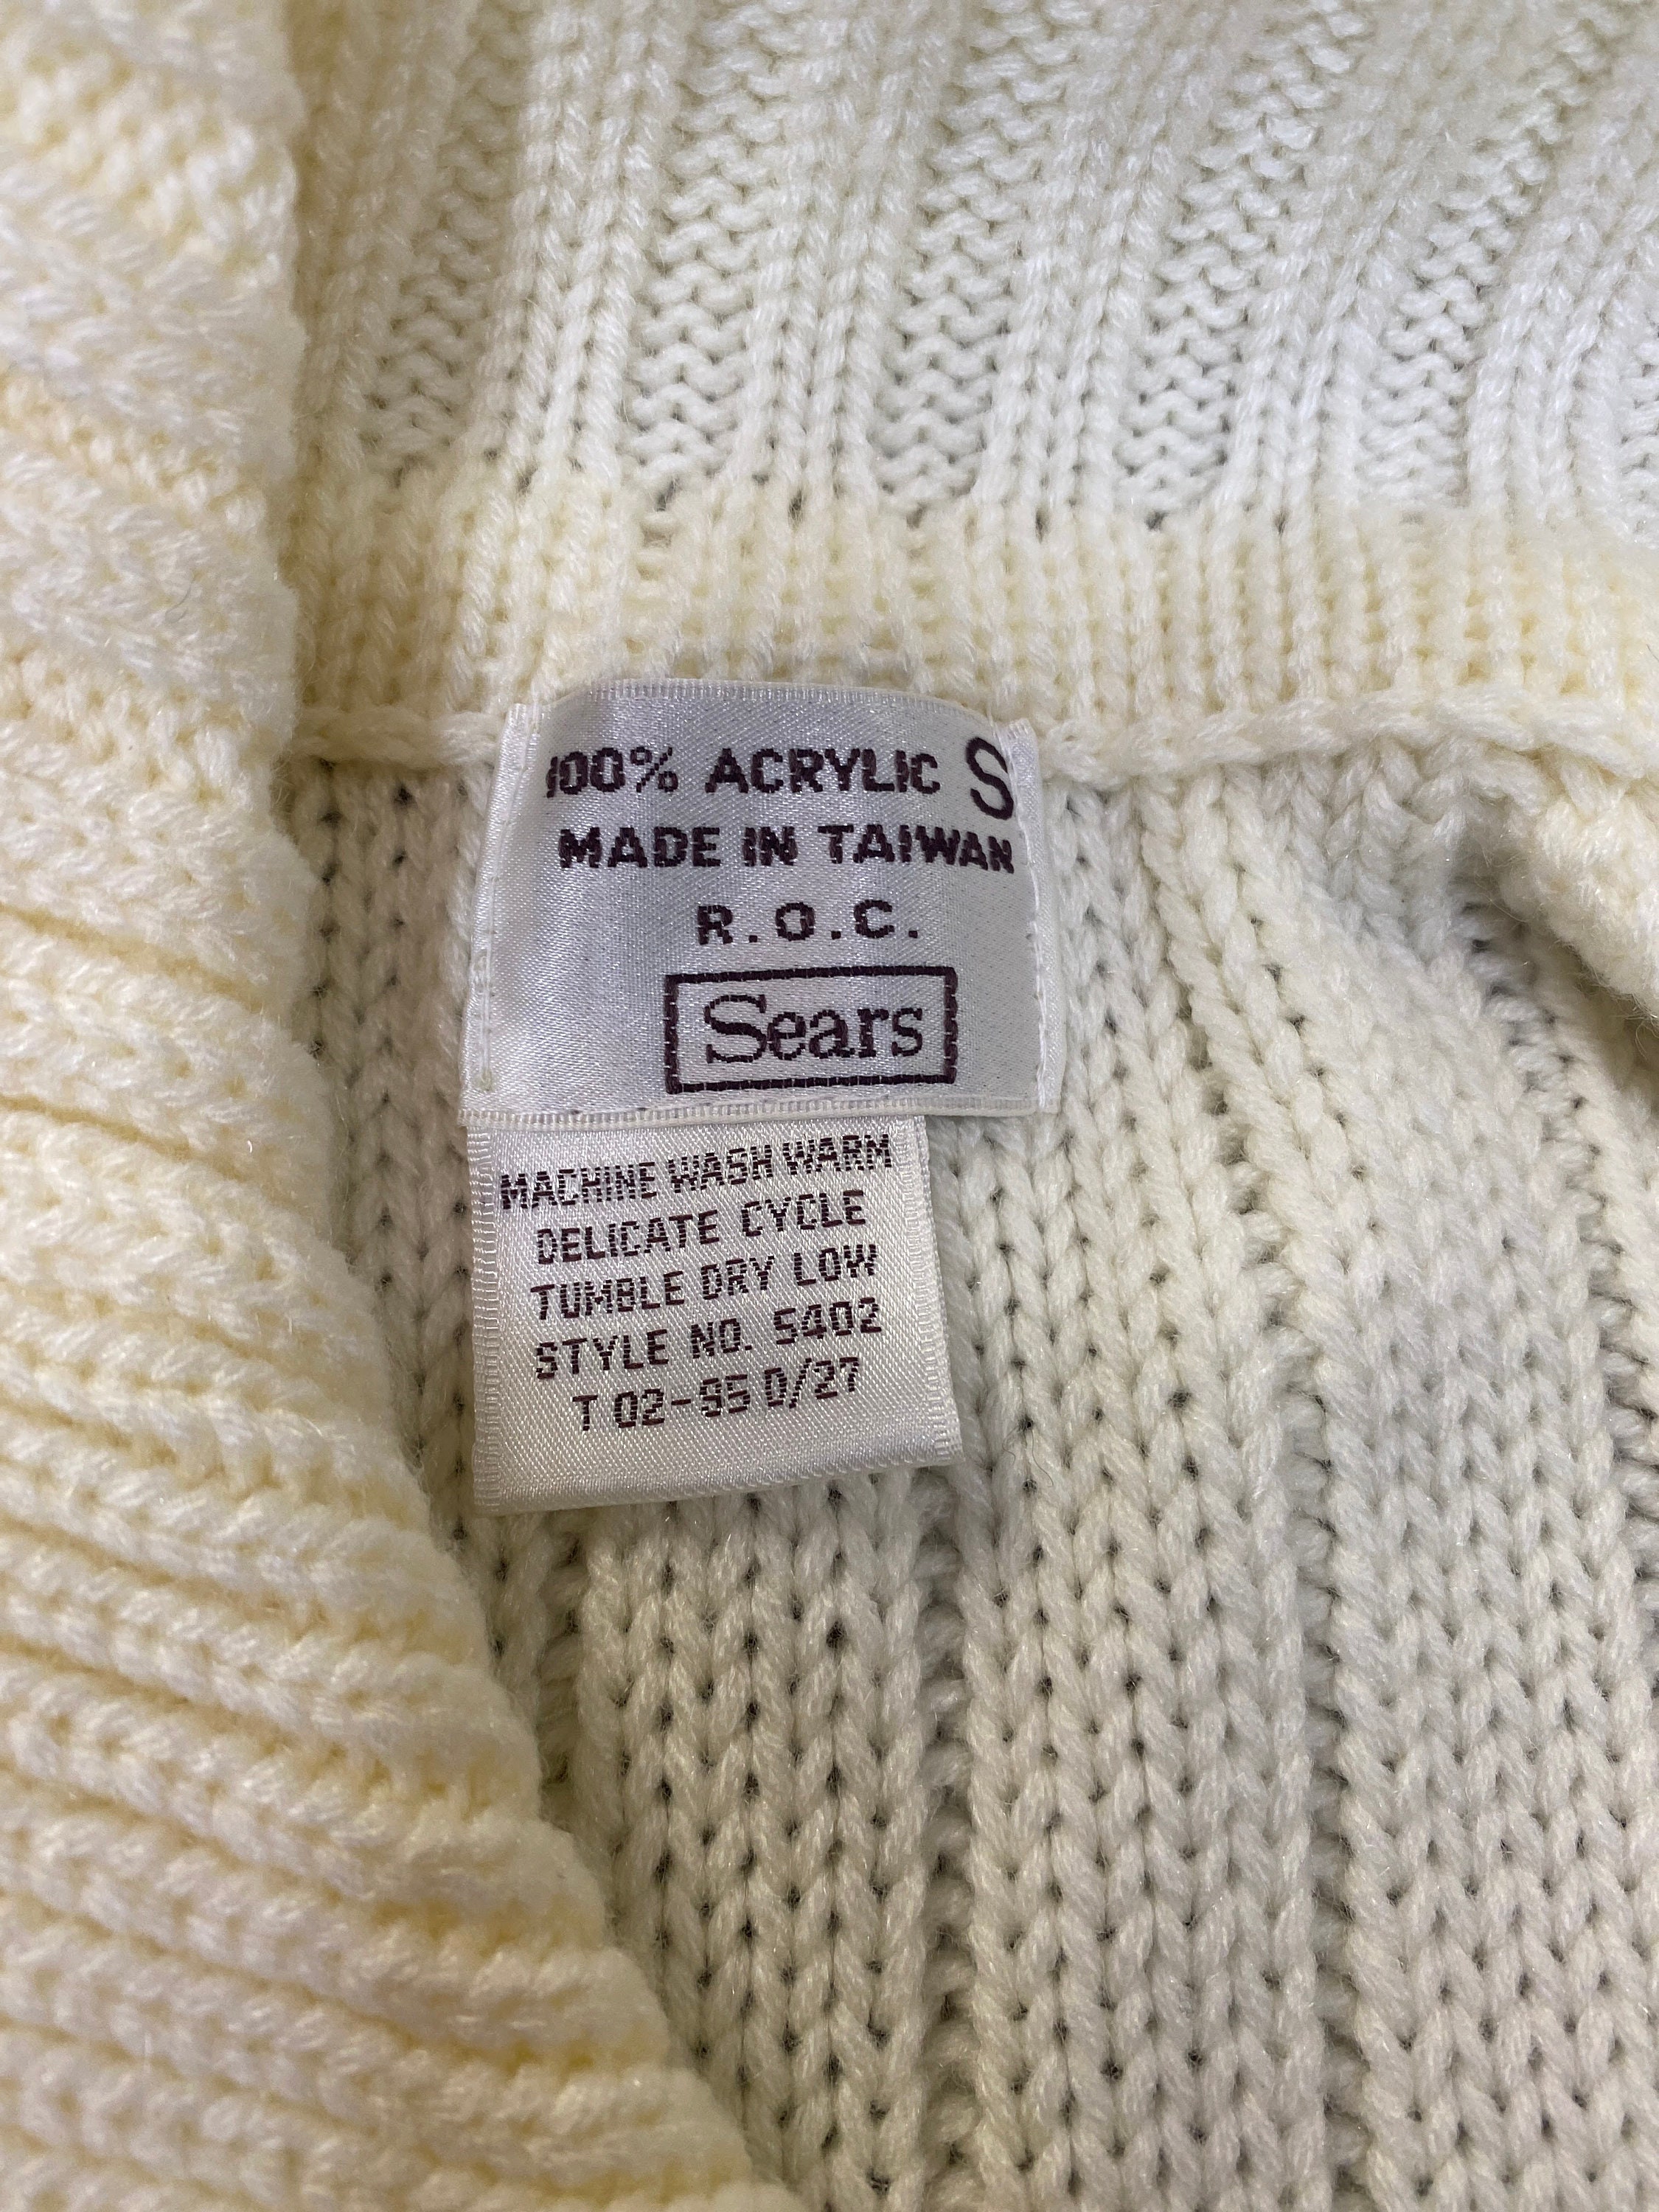 100% ACRYLIC S
MADE IN TAIWAN
R.O.C.
Sears
MACHINE WASH WARM
DELICATE CYCLE
TUMBLE DRY LOW
STYLE NO. 5402
T 02-95 D/27